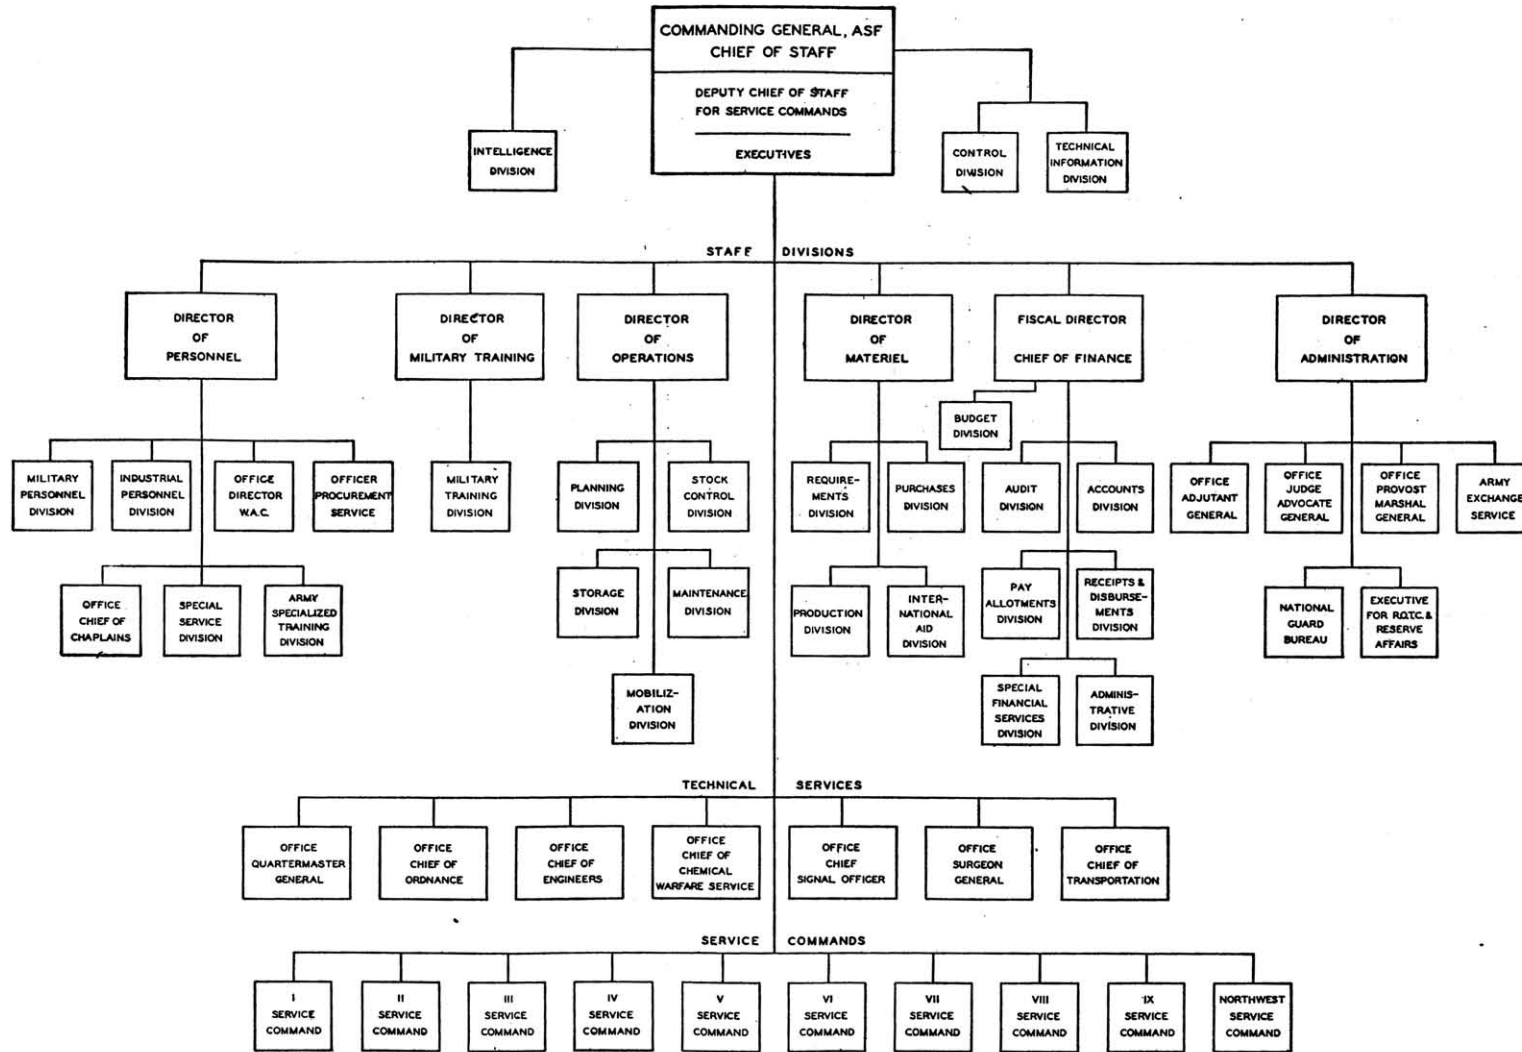 COMMANDING GENERAL, ASF
CHIEF OF STAFF
DEPUTY CHIEF OF STAFF
FOR SERVICE COMMANDS
EXECUTIVES
INTELLIGENCE
DIVISION
CONTROL
DIVISION
TECHNICAL
INFORMATION
DIVISION
STAFF DIVISIONS
DIRECTOR
OF
PERSONNEL
DIRECTOR
OF
MILITARY TRAINING
DIRECTOR
OF
OPERATIONS
DIRECTOR
OF
MATERIEL
FISCAL DIRECTOR
CHIEF OF FINANCE
DIRECTOR
OF
ADMINISTRATION
BUDGET
DIVISION
MILITARY
PERSONNEL
DIVISION
INDUSTRIAL
PERSONNEL
DIVISION
OFFICE
DIRECTOR
W.A.C.
OFFICER
PROCUREMENT
SERVICE
MILITARY
TRAINING
DIVISION
PLANNING
DIVISION
STOCK
CONTROL
DIVISION
REQUIRE-
MENTS
DIVISION
PURCHASES
DIVISION
AUDIT
DIVISION
ACCOUNTS
DIVISION
OFFICE
ADJUTANT
GENERAL
OFFICE
JUDGE
ADVOCATE
GENERAL
OFFICE
PROVOST
MARSHAL
GENERAL
ARMY
EXCHANGE
SERVICE
OFFICE
CHIEF OF
CHAPLAINS
SPECIAL
SERVICE
DIVISION
ARMY
SPECIALIZED
TRAINING
DIVISION
STORAGE
DIVISION
MAINTENANCE
DIVISION
PRODUCTION
DIVISION
INTER-
NATIONAL
AID
DIVISION
PAY
ALLOTMENTS
DIVISION
RECEIPTS &
DISBURSE-
MENTS
DIVISION
NATIONAL
GUARD
BUREAU
EXECUTIVE
FOR R.O.T.C. &
RESERVE
AFFAIRS
MOBILIZ-
ATION
DIVISION
SPECIAL
FINANCIAL
SERVICES
DIVISION
ADMINIS-
TRATIVE
DIVISION
TECHNICAL SERVICES
OFFICE
QUARTERMASTER
GENERAL
OFFICE
CHIEF OF
ORDNANCE
OFFICE
CHIEF OF
ENGINEERS
OFFICE
CHIEF OF
CHEMICAL
WARFARE SERVICE
OFFICE
CHIEF
SIGNAL OFFICER
OFFICE
SURGEON
GENERAL
OFFICE
CHIEF OF
TRANSPORTATION
SERVICE COMMANDS
I
SERVICE
COMMAND
II
SERVICE
COMMAND
III
SERVICE
COMMAND
IV
SERVICE
COMMAND
V
SERVICE
COMMAND
VI
SERVICE
COMMAND
VII
SERVICE
COMMAND
VIII
SERVICE
COMMAND
IX
SERVICE
COMMAND
NORTHWEST
SERVICE
COMMAND